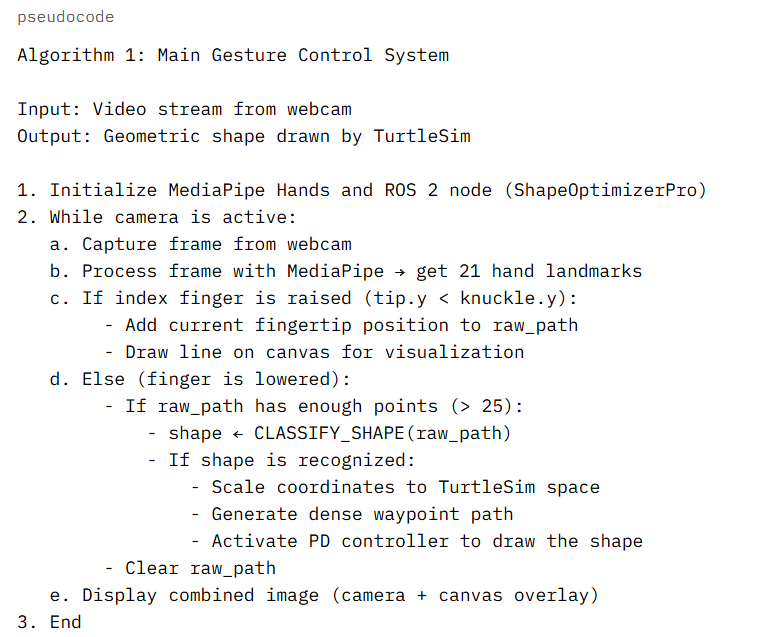 pseudocode
Algorithm 1: Main Gesture Control System
Input: Video stream from webcam
Output: Geometric shape drawn by TurtleSim
1. Initialize MediaPipe Hands and ROS 2 node (ShapeOptimizerPro)
2. While camera is active:
a. Capture frame from webcam
b. Process frame with MediaPipe → get 21 hand landmarks
c. If index finger is raised (tip.y < knuckle.y):
- Add current fingertip position to raw_path
- Draw line on canvas for visualization
d. Else (finger is lowered):
- If raw_path has enough points (> 25):
- shape ← CLASSIFY_SHAPE(raw_path)
- If shape is recognized:
- Scale coordinates to TurtleSim space
- Generate dense waypoint path
- Activate PD controller to draw the shape
- Clear raw_path
e. Display combined image (camera + canvas overlay)
3. End